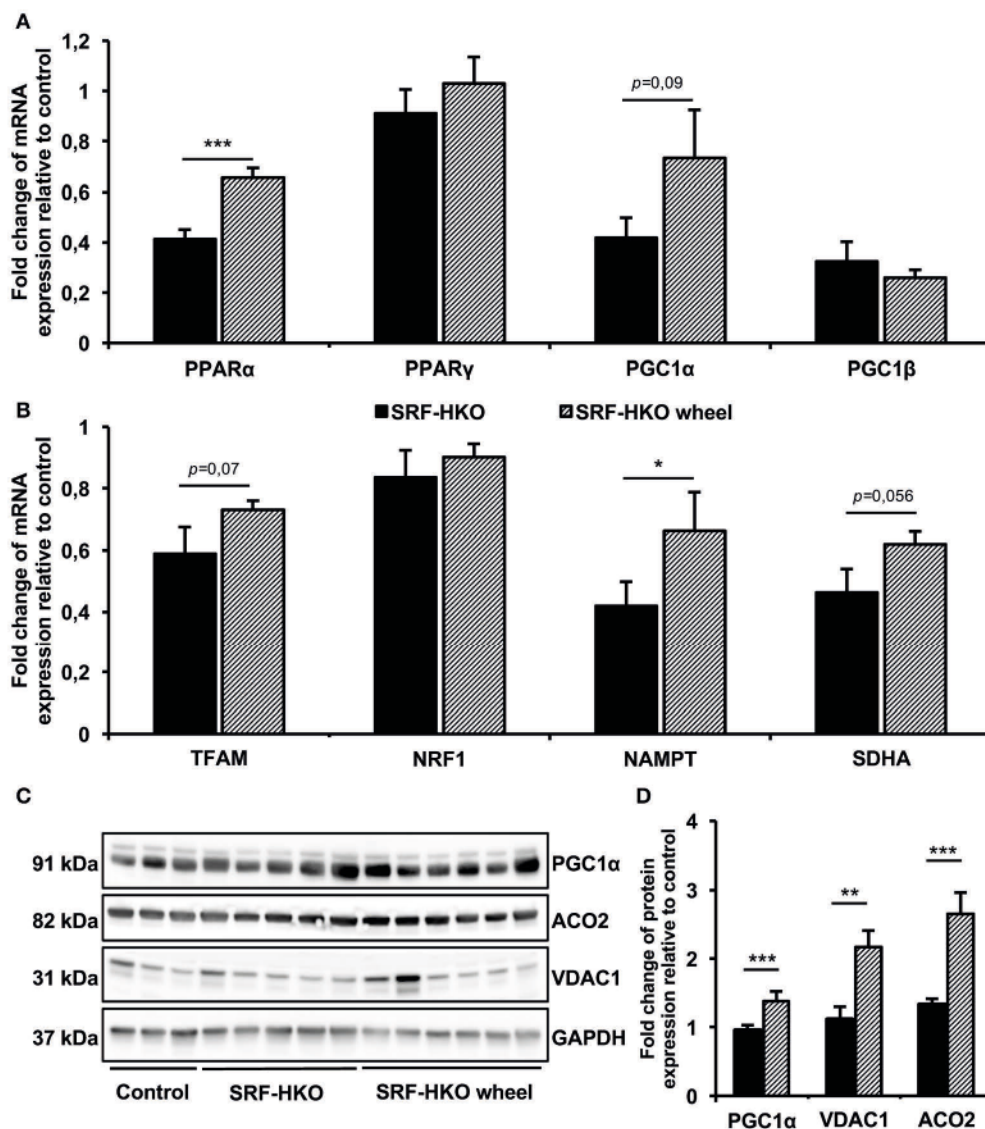 A
Fold change of mRNA
expression relative to control
1,2
1
0,8
0,6
0,4
0,2
0
***
p=0,09
PPARα
PPARγ
PGC1α
PGC1β
B
SRF-HKO
SRF-HKO wheel
Fold change of mRNA
expression relative to control
1
0,8
0,6
0,4
0,2
0
p=0,07
*
p=0,056
TFAM
NRF1
NAMPT
SDHA
C
91 kDa
PGC1α
82 kDa
ACO2
31 kDa
VDAC1
37 kDa
GAPDH
Control
SRF-HKO
SRF-HKO wheel
D
Fold change of protein
expression relative to control
4
3
2
1
0
***
**
***
PGC1α
VDAC1
ACO2